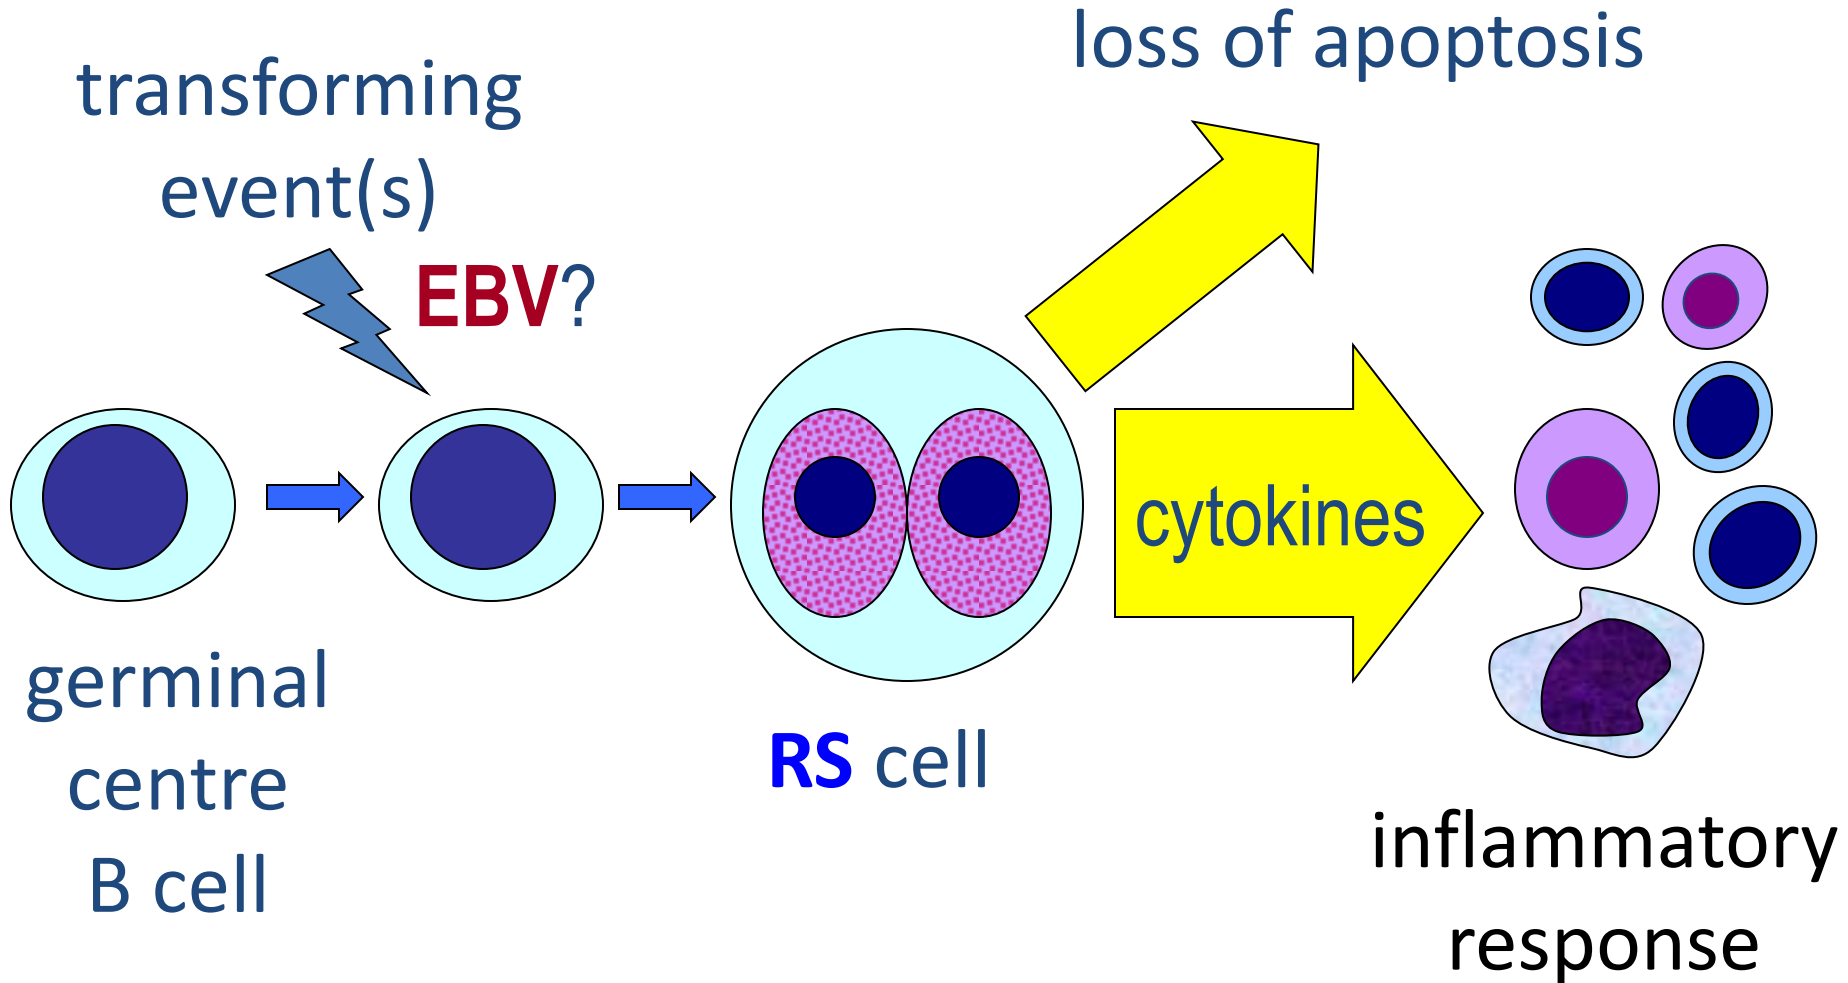 loss of apoptosis
transforming
event(s)
EBV?
cytokines
germinal
centre
B cell
RS cell
inflammatory
response